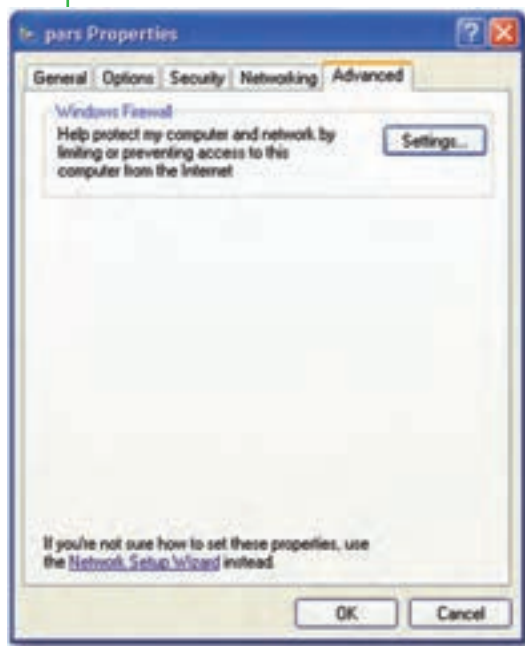 pars Properties
General Options Security Networking Advanced
Windows Firewall
Help protect my computer and network by
limiting or preventing access to this
computer from the Internet
Settings...
If you're not sure how to set these properties, use
the Network Setup Wizard instead.
OK Cancel